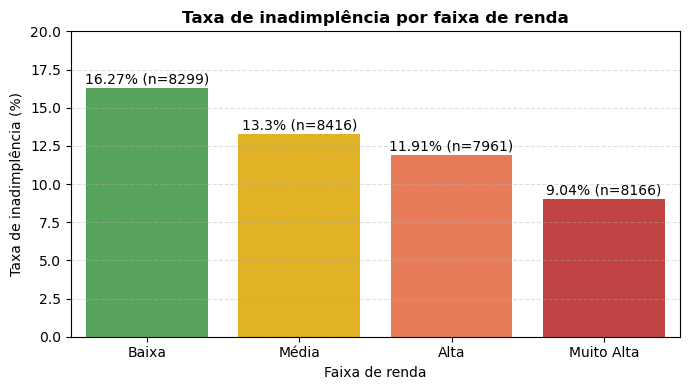 Taxa de inadimplência por faixa de renda
Taxa de inadimplência (%)
20.0
17.5
15.0
12.5
10.0
7.5
5.0
2.5
0.0
16.27% (n=8299)
13.3% (n=8416)
11.91% (n=7961)
9.04% (n=8166)
Baixa
Média
Alta
Muito Alta
Faixa de renda